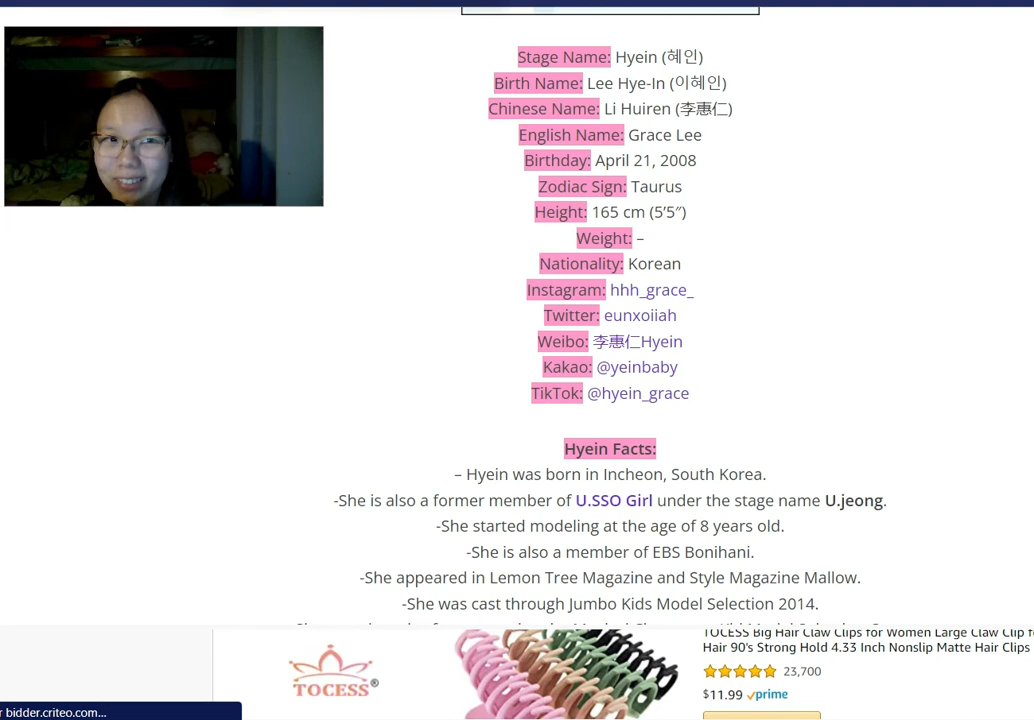 Stage Name: Hyein (혜인)
Birth Name: Lee Hye-In (이혜인)
Chinese Name: Li Huiren (李惠仁)
English Name: Grace Lee
Birthday: April 21, 2008
Zodiac Sign: Taurus
Height: 165 cm (5’5″)
Weight: –
Nationality: Korean
Instagram: hhh_grace_
Twitter: eunxoiiah
Weibo: 李惠仁Hyein
Kakao: @yeinbaby
TikTok: @hyein_grace
Hyein Facts:
– Hyein was born in Incheon, South Korea.
-She is also a former member of U.SSO Girl under the stage name U.jeong.
-She started modeling at the age of 8 years old.
-She is also a member of EBS Bonihani.
-She appeared in Lemon Tree Magazine and Style Magazine Mallow.
-She was cast through Jumbo Kids Model Selection 2014.
TOCESS®
TOCESS Big Hair Claw Clips for Women Large Claw Clip
Hair 90's Strong Hold 4.33 Inch Nonslip Matte Hair Clips
23,700
$11.99 prime
r bidder.criteo.com...